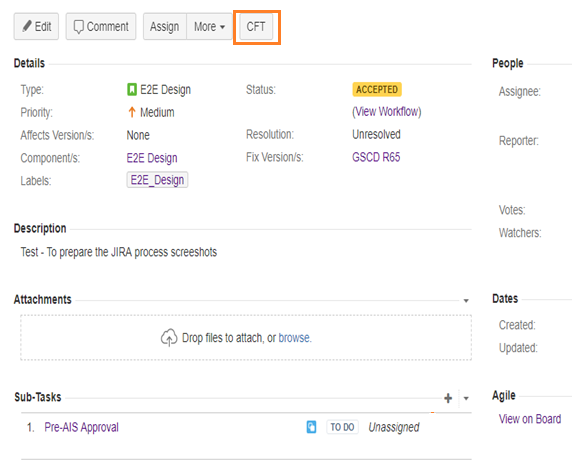 Edit Comment Assign More CFT
Details
Type: E2E Design Status: ACCEPTED
Priority: Medium (View Workflow)
Affects Version/s: None Resolution: Unresolved
Component/s: E2E Design Fix Version/s: GSCD R65
Labels: E2E_Design
People
Assignee:
Reporter:
Votes:
Watchers:
Description
Test - To prepare the JIRA process screeshots
Attachments
Drop files to attach, or browse.
Dates
Created:
Updated:
Sub-Tasks
1. Pre-AIS Approval TO DO Unassigned
Agile
View on Board